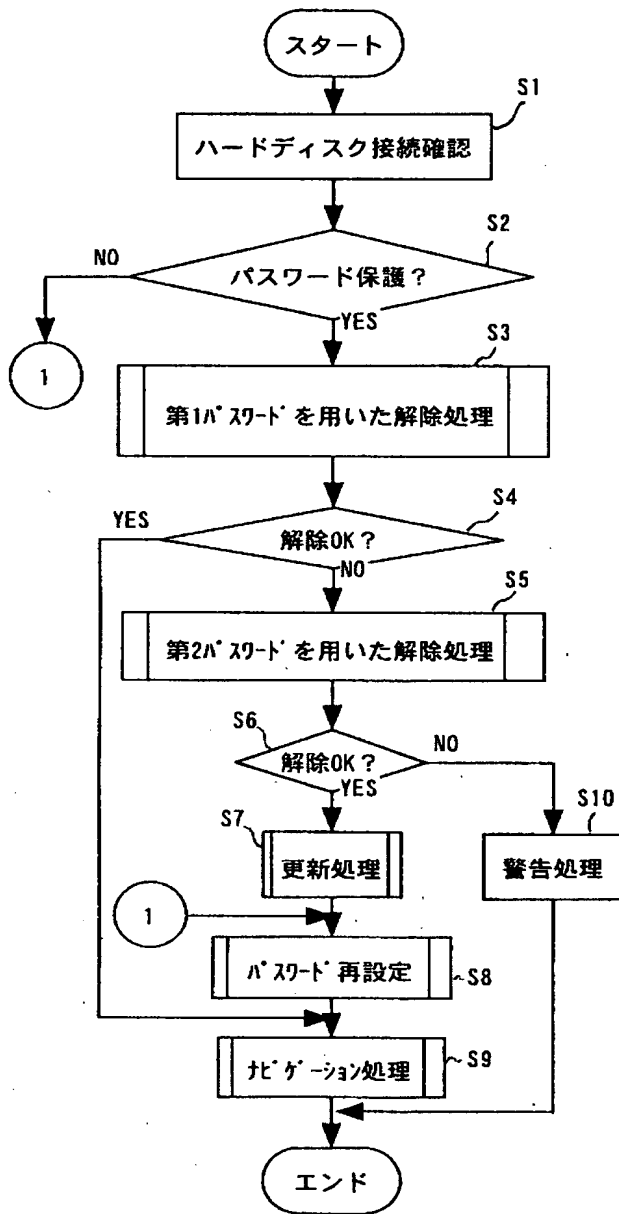 スタート
S1
ハードディスク接続確認
S2
NO
パスワード保護?
YES
1
S3
第1ﾊﾟｽﾜｰﾄﾞを用いた解除処理
S4
YES
解除OK?
NO
S5
第2ﾊﾟｽﾜｰﾄﾞを用いた解除処理
S6
解除OK?
NO
YES
S7
更新処理
S10
警告処理
1
ﾊﾟｽﾜｰﾄﾞ再設定
S8
ﾅﾋﾞｹﾞｰｼｮﾝ処理
S9
エンド